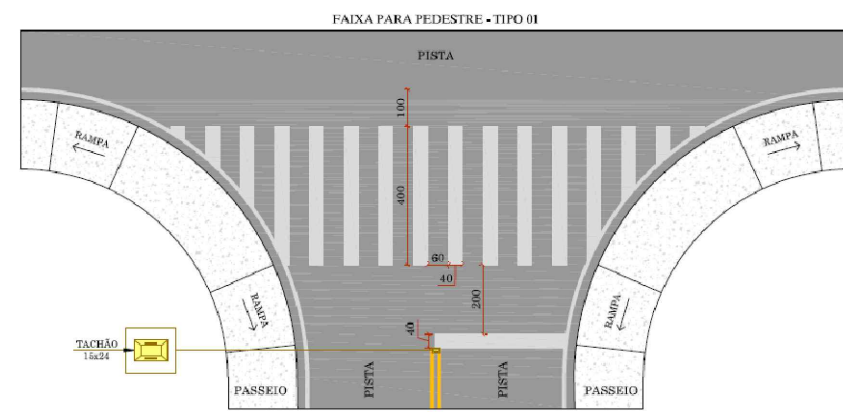 FAIXA PARA PEDESTRE - TIPO 01
PISTA
100
RAMPA
RAMPA
400
60
40
200
RAMPA
RAMPA
40
TACHÃO
15x24
PISTA
PISTA
PASSEIO
PASSEIO